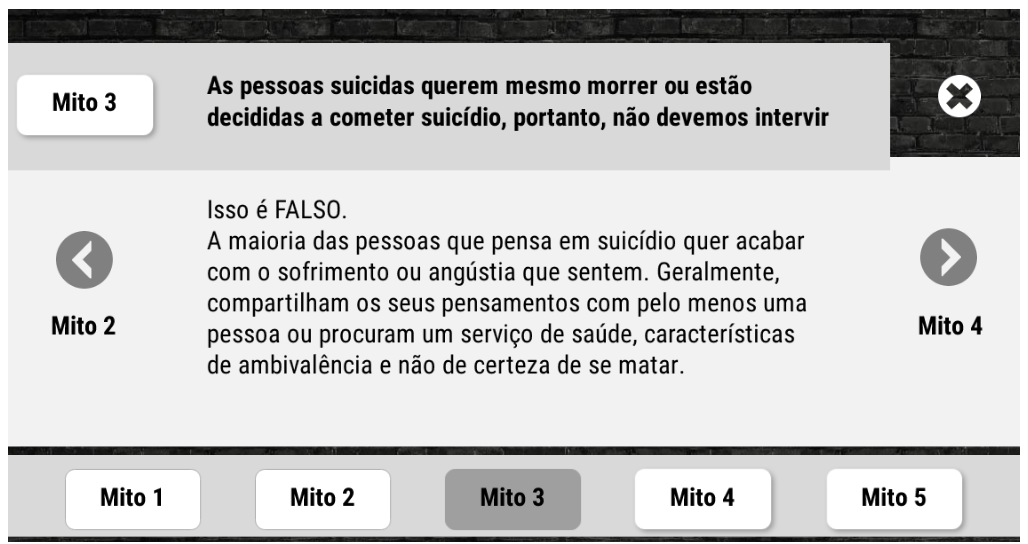 Mito 3
As pessoas suicidas querem mesmo morrer ou estão
decididas a cometer suicídio, portanto, não devemos intervir
Isso é FALSO.
A maioria das pessoas que pensa em suicídio quer acabar
com o sofrimento ou angústia que sentem. Geralmente,
compartilham os seus pensamentos com pelo menos uma
pessoa ou procuram um serviço de saúde, características
de ambivalência e não de certeza de se matar.
Mito 2
Mito 4
Mito 1
Mito 2
Mito 3
Mito 4
Mito 5